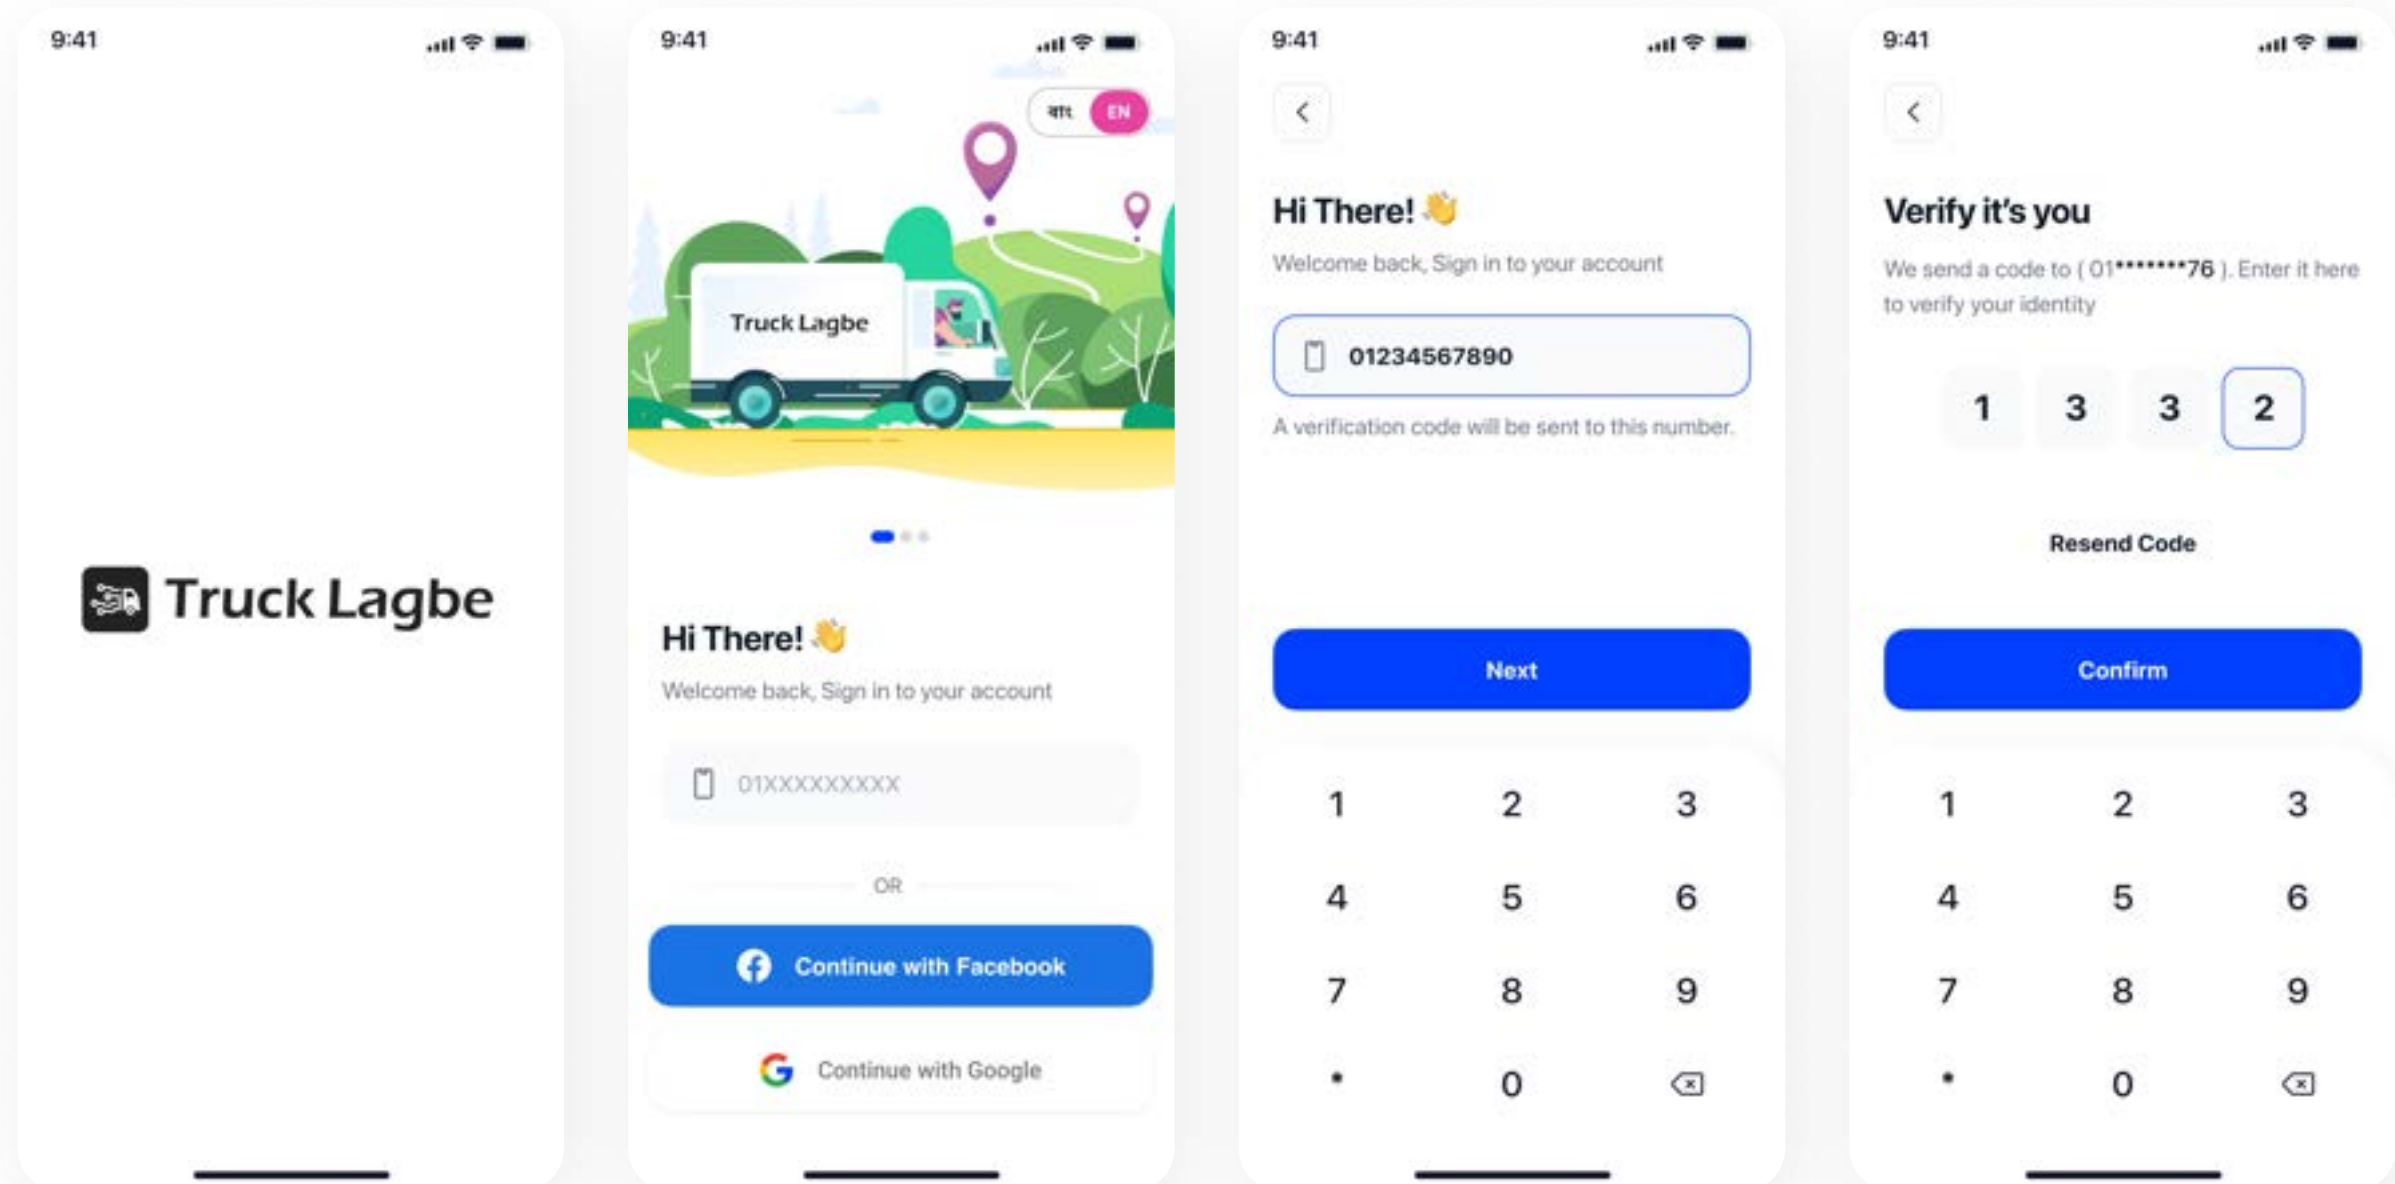 9:41
Truck Lagbe
9:41
বাং
EN
Truck Lagbe
Hi There! 👋
Welcome back, Sign in to your account
01XXXXXXXXX
OR
Continue with Facebook
Continue with Google
9:41
Hi There! 👋
Welcome back, Sign in to your account
01234567890
A verification code will be sent to this number.
Next
1 2 3
4 5 6
7 8 9
* 0
9:41
Verify it's you
We send a code to ( 01*******76 ). Enter it here
to verify your identity
1 3 3 2
Resend Code
Confirm
1 2 3
4 5 6
7 8 9
* 0